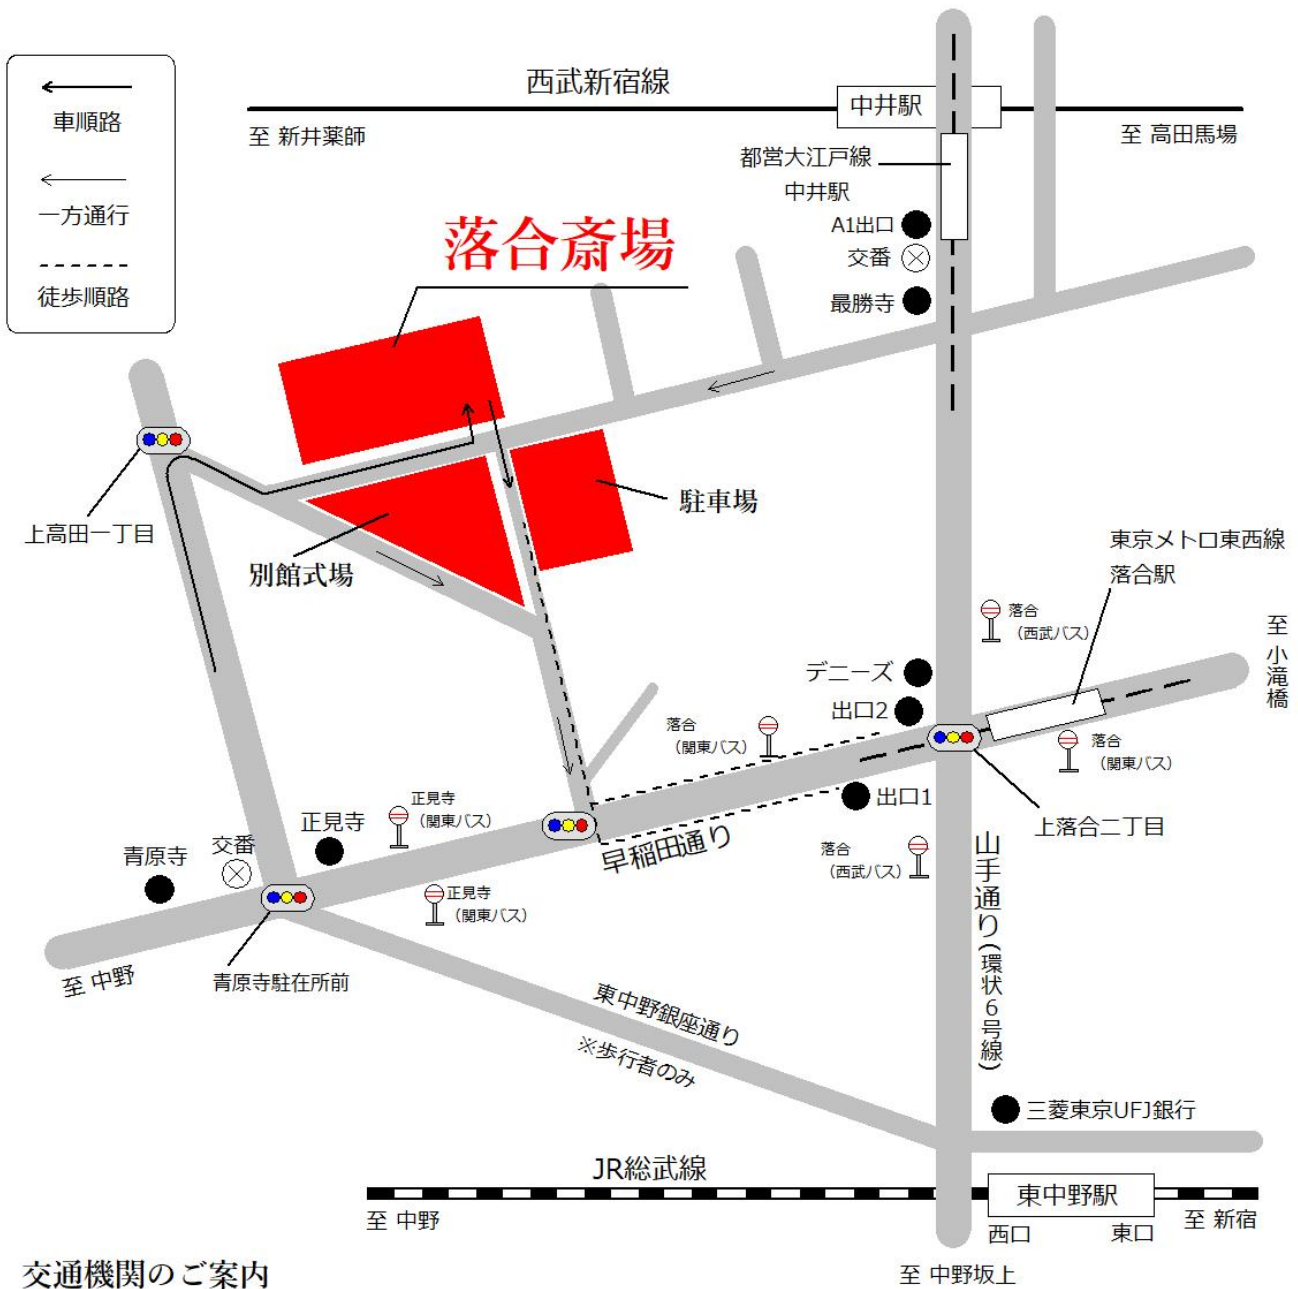 西武新宿線
中井駅
至 新井薬師
至 高田馬場
車順路
一方通行
徒歩順路
都営大江戸線
中井駅
A1出口
交番
最勝寺
落合斎場
上高田一丁目
別館式場
駐車場
東京メトロ東西線
落合駅
落合
（西武バス）
至 小滝橋
デニーズ
出口2
落合
（関東バス）
落合
（関東バス）
出口1
上落合二丁目
早稲田通り
落合
（西武バス）
山手通り(環状6号線)
正見寺
（関東バス）
正見寺
交番
青原寺
正見寺
（関東バス）
至 中野
青原寺駐在所前
東中野銀座通り
※歩行者のみ
三菱東京UFJ銀行
JR総武線
東中野駅
至 中野
西口
東口
至 新宿
至 中野坂上
交通機関のご案内